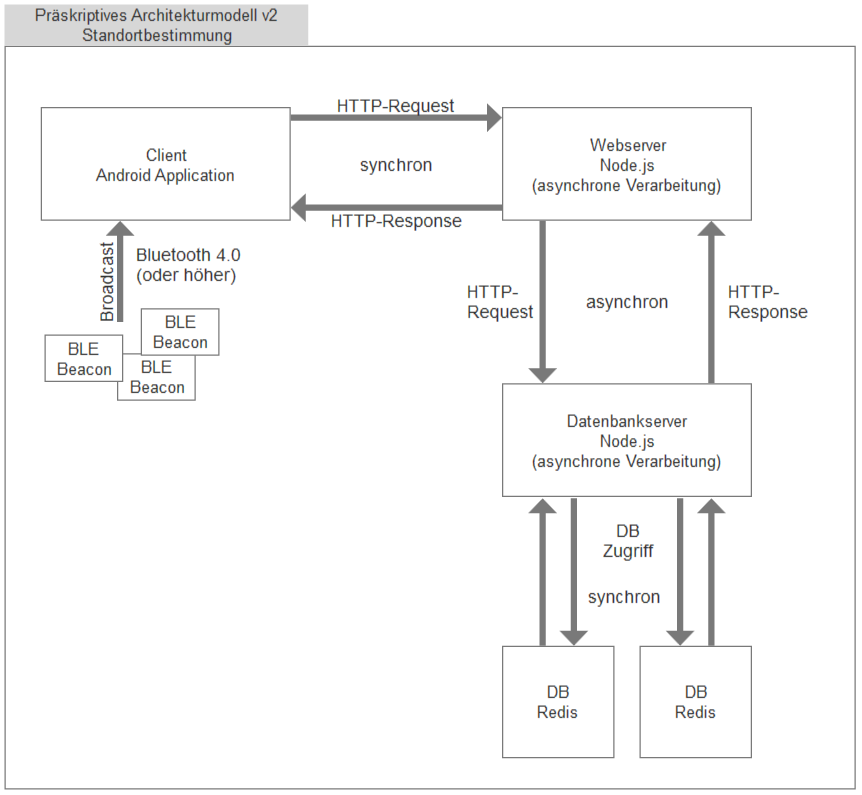 Präskriptives Architekturmodell v2
Standortbestimmung
HTTP-Request
Client
Android Application
synchron
Webserver
Node.js
(asynchrone Verarbeitung)
HTTP-Response
Broadcast
Bluetooth 4.0
(oder höher)
BLE
Beacon
BLE
Beacon
BLE
Beacon
HTTP-
Request
asynchron
HTTP-
Response
Datenbankserver
Node.js
(asynchrone Verarbeitung)
DB
Zugriff
synchron
DB
Redis
DB
Redis